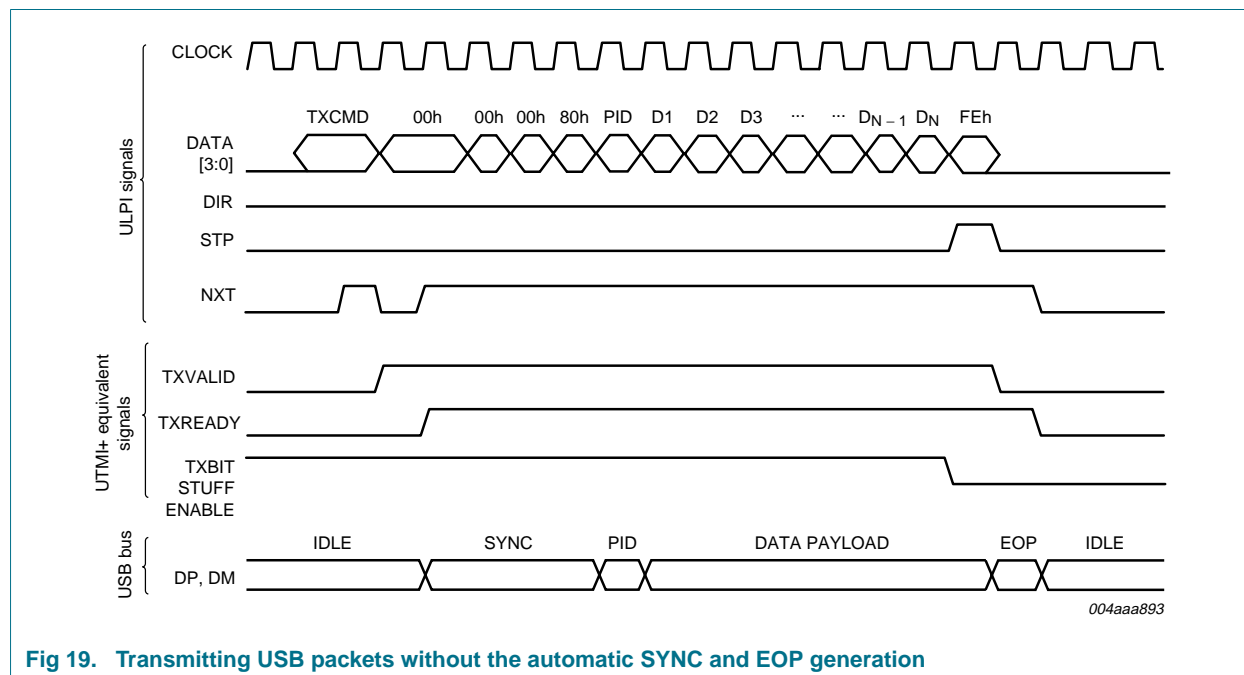 ULPI signals
CLOCK
TXCMD 00h 00h 00h 80h PID D1 D2 D3 ... ... DN – 1 DN FEh
DATA
[3:0]
DIR
STP
NXT
UTMI+ equivalent
signals
TXVALID
TXREADY
TXBIT
STUFF
ENABLE
USB bus
IDLE SYNC PID DATA PAYLOAD EOP IDLE
DP, DM
004aaa893
Fig 19. Transmitting USB packets without the automatic SYNC and EOP generation